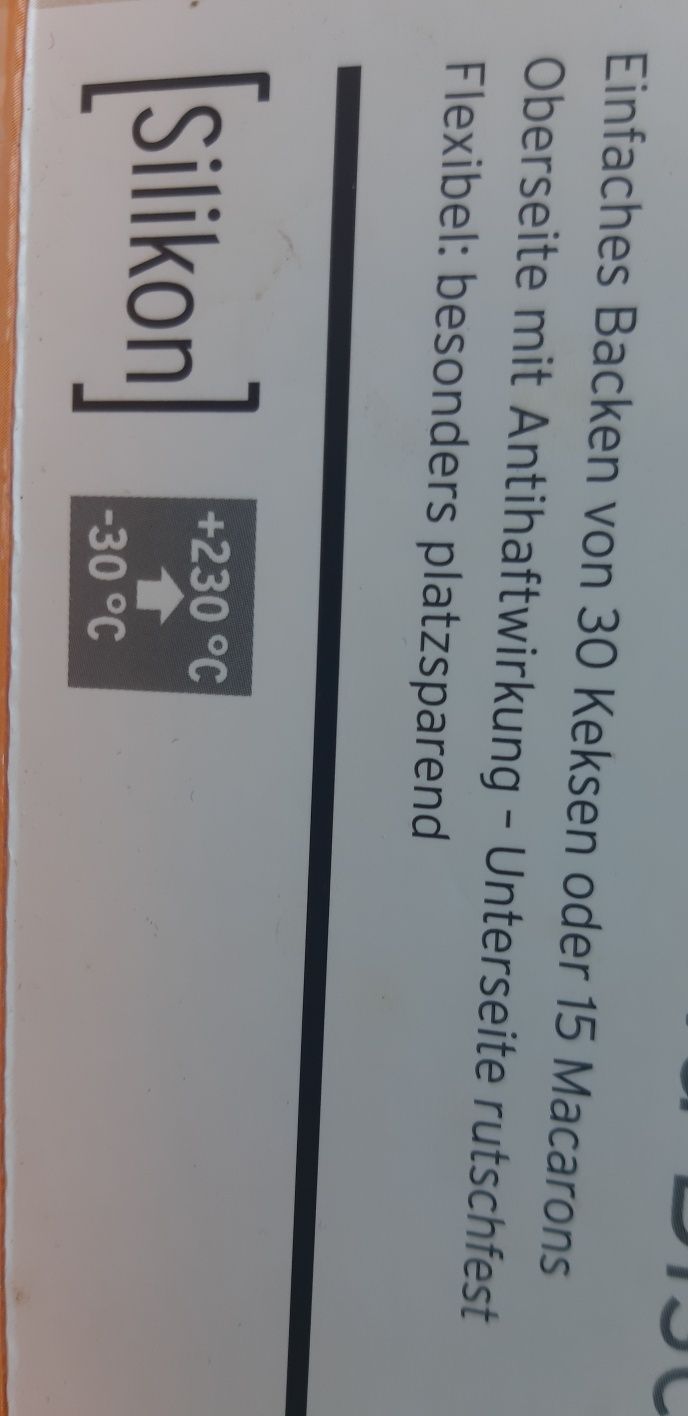 Einfaches Backen von 30 Keksen oder 15 Macarons
Oberseite mit Antihaftwirkung - Unterseite rutschfest
Flexibel: besonders platzsparend
[Silikon]
+230 °C
-30 °C